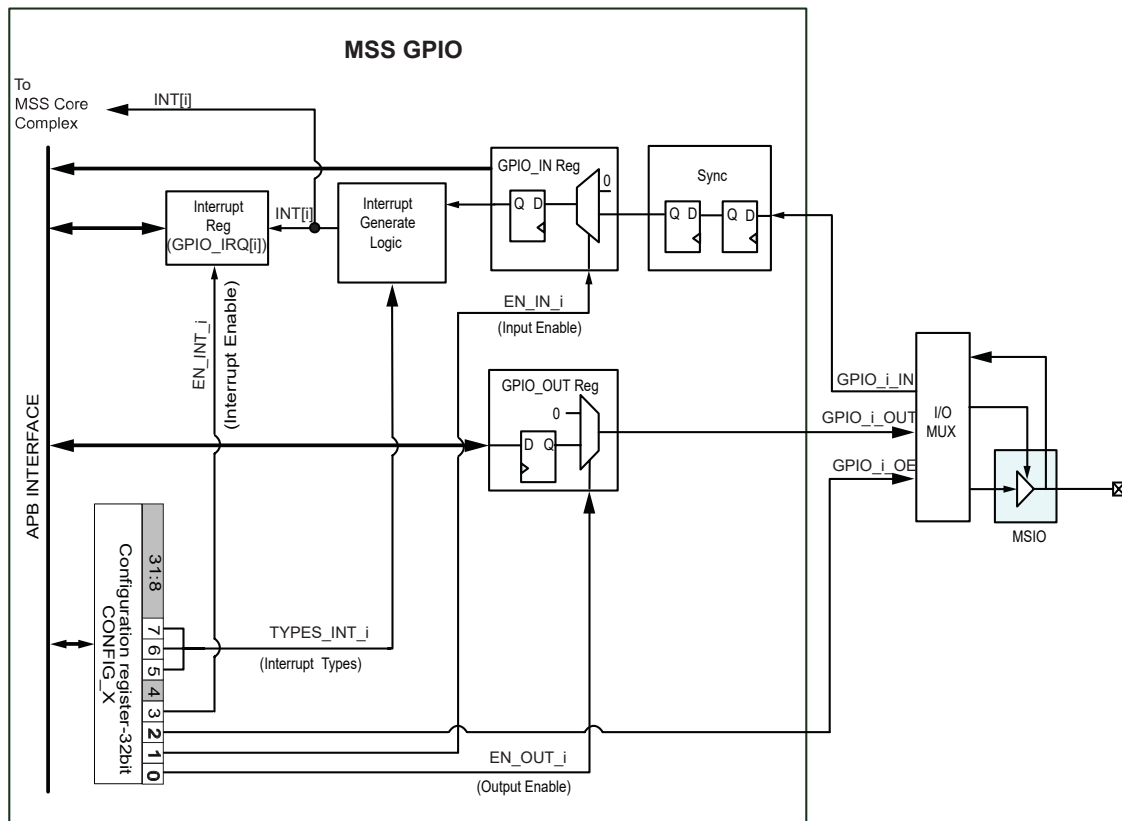 MSS GPIO
To
MSS Core
Complex
INT[i]
GPIO_IN Reg
0
Q D
Sync
Q D
Q D
Interrupt
Reg
(GPIO_IRQ[i])
INT[i]
Interrupt
Generate
Logic
EN_IN_i
(Input Enable)
EN_INT_i
(Interrupt Enable)
GPIO_OUT Reg
0
D Q
GPIO_i_IN
GPIO_i_OUT
GPIO_i_OE
I/O
MUX
MSIO
APB INTERFACE
Configuration register-32bit
CONFIG_X
31:8
7
6
5
4
3
2
1
0
TYPES_INT_i
(Interrupt Types)
EN_OUT_i
(Output Enable)